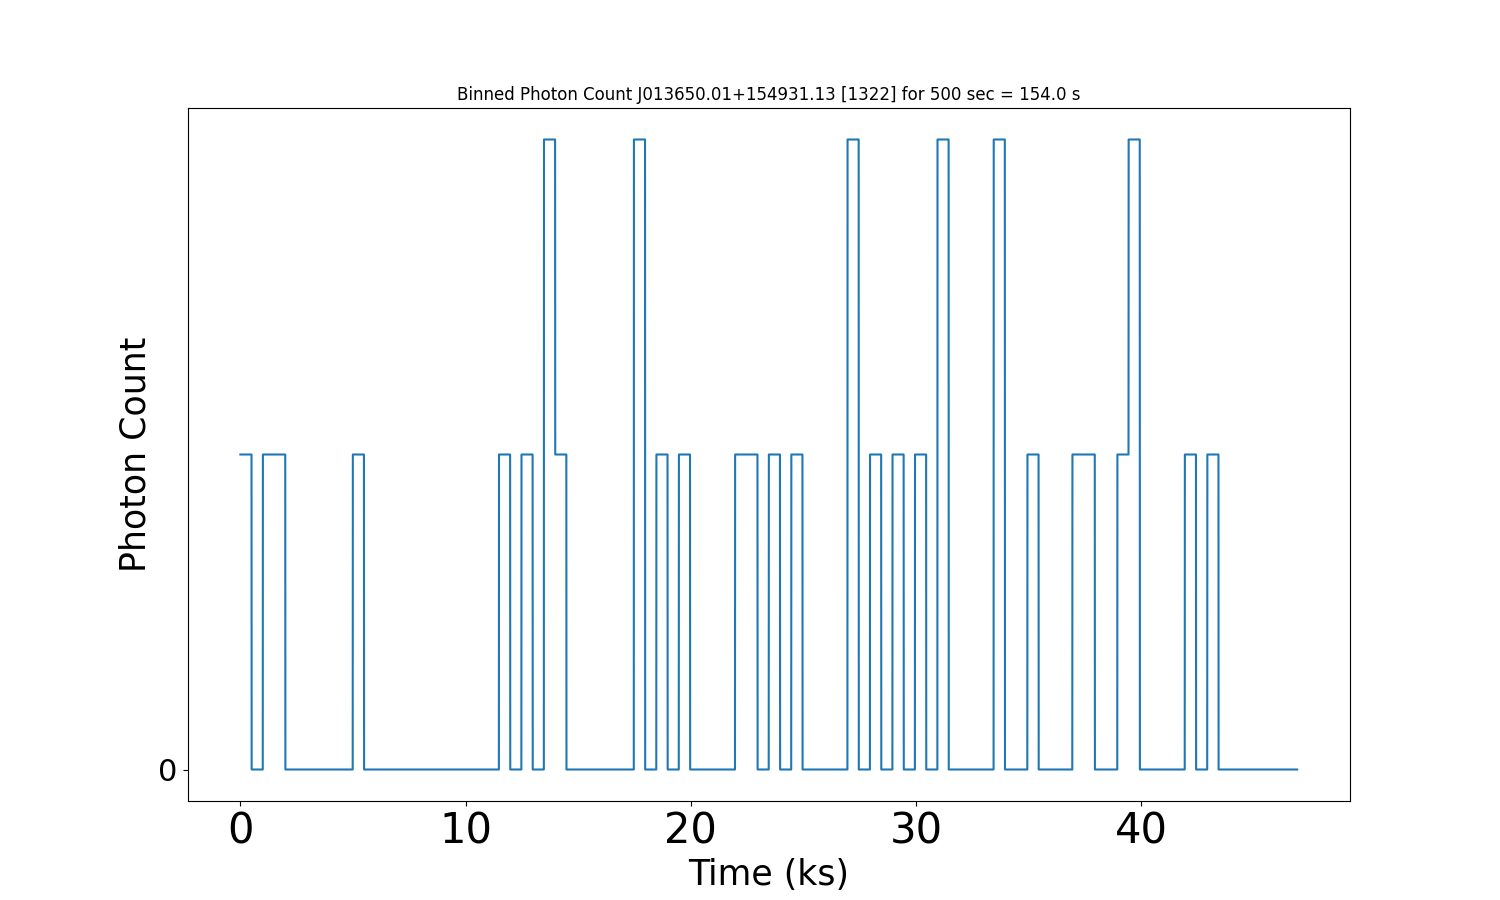 Binned Photon Count J013650.01+154931.13 [1322] for 500 sec = 154.0 s
Photon Count
0
0 10 20 30 40
Time (ks)